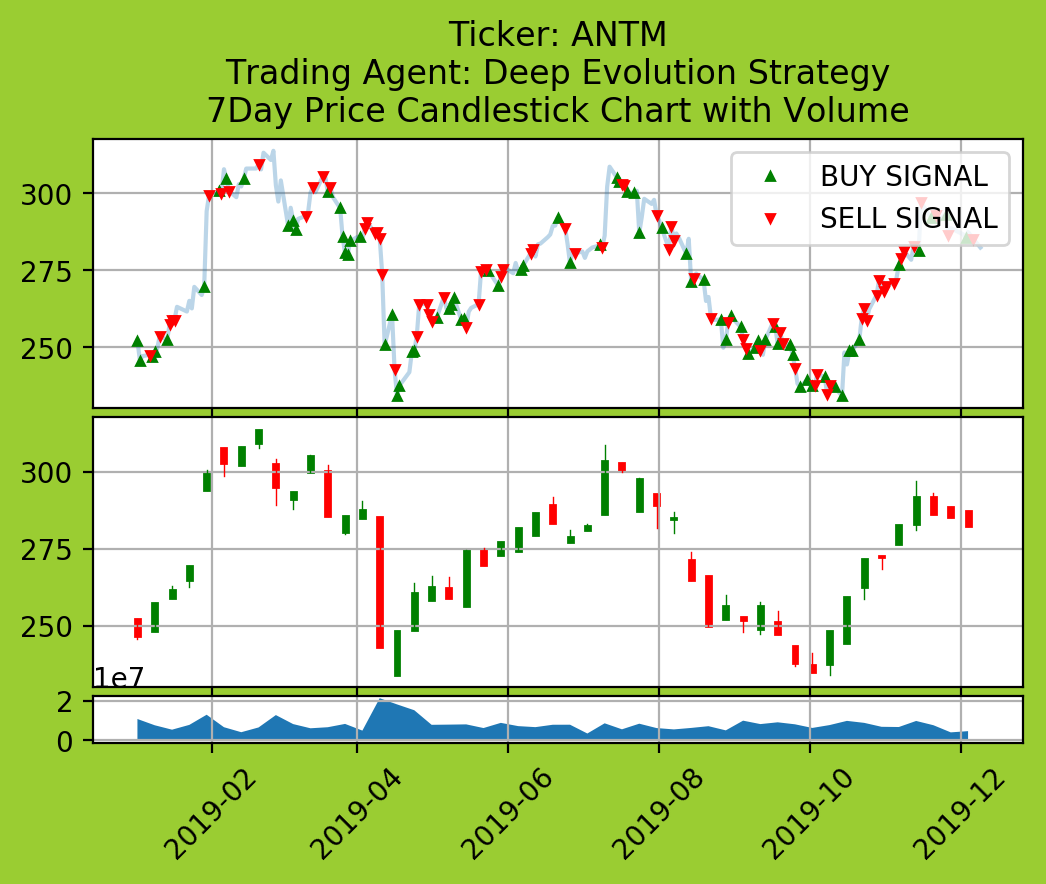 Ticker: ANTM
Trading Agent: Deep Evolution Strategy
7Day Price Candlestick Chart with Volume
BUY SIGNAL
SELL SIGNAL
300
275
250
300
275
250
1e7
2
0
2019-02
2019-04
2019-06
2019-08
2019-10
2019-12